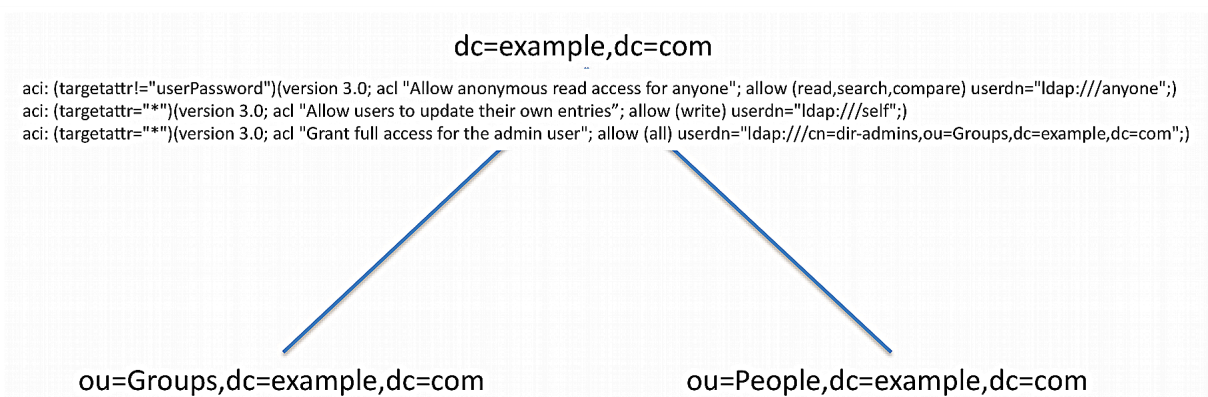 dc=example,dc=com
aci: (targetattr!="userPassword")(version 3.0; acl "Allow anonymous read access for anyone"; allow (read,search,compare) userdn="ldap:///anyone";)
aci: (targetattr="*")(version 3.0; acl "Allow users to update their own entries”; allow (write) userdn="ldap:///self";)
aci: (targetattr="*")(version 3.0; acl "Grant full access for the admin user"; allow (all) userdn="ldap:///cn=dir-admins,ou=Groups,dc=example,dc=com";)
ou=Groups,dc=example,dc=com
ou=People,dc=example,dc=com